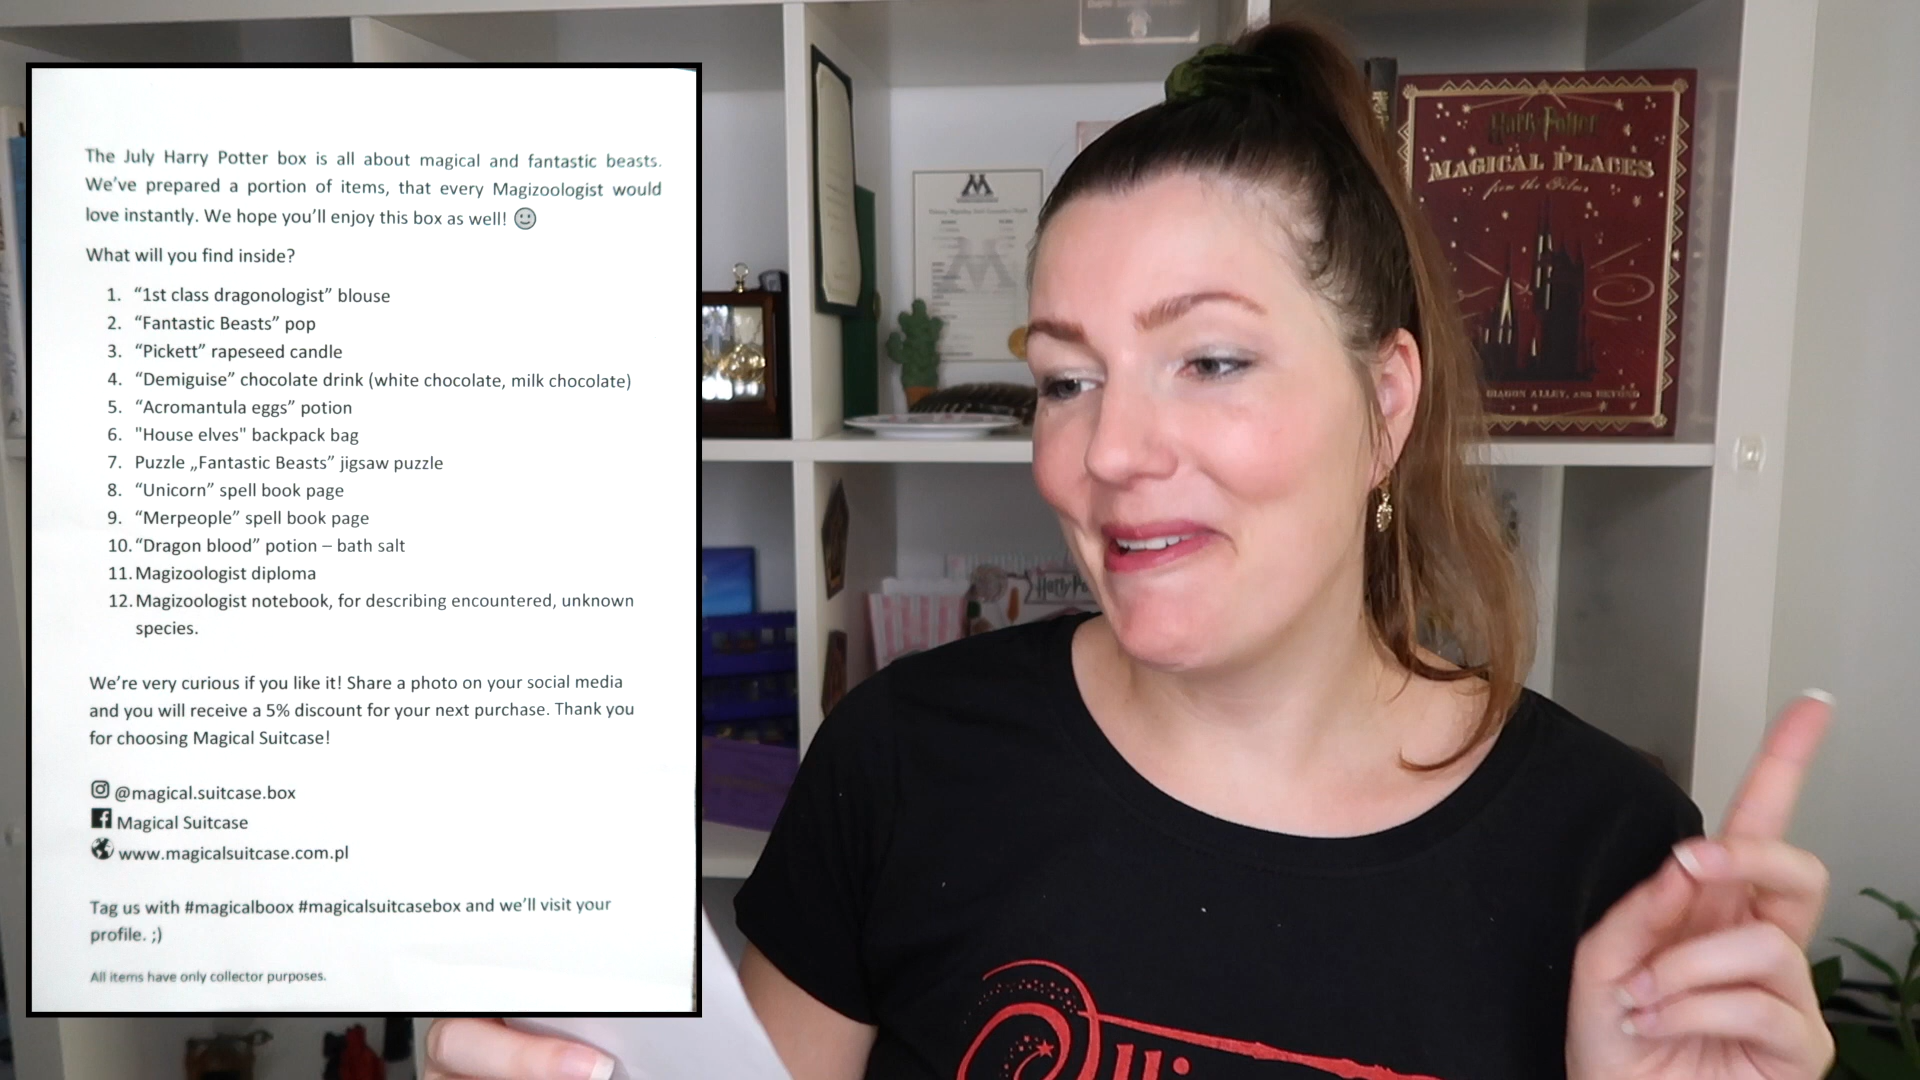 The July Harry Potter box is all about magical and fantastic beasts.
We've prepared a portion of items, that every Magizoologist would
love instantly. We hope you'll enjoy this box as well! ☺
What will you find inside?
1. “1st class dragonologist” blouse
2. “Fantastic Beasts” pop
3. “Pickett” rapeseed candle
4. “Demiguise” chocolate drink (white chocolate, milk chocolate)
5. “Acromantula eggs” potion
6. "House elves" backpack bag
7. Puzzle „Fantastic Beasts” jigsaw puzzle
8. “Unicorn” spell book page
9. “Merpeople” spell book page
10. “Dragon blood” potion – bath salt
11. Magizoologist diploma
12. Magizoologist notebook, for describing encountered, unknown
species.
We're very curious if you like it! Share a photo on your social media
and you will receive a 5% discount for your next purchase. Thank you
for choosing Magical Suitcase!
@magical.suitcase.box
Magical Suitcase
www.magicalsuitcase.com.pl
Tag us with #magicalboox #magicalsuitcasebox and we'll visit your
profile. ;)
All items have only collector purposes.
Harry Potter
MAGICAL PLACES
from the Films
DIAGON ALLEY, AND BEYOND
Harry Po